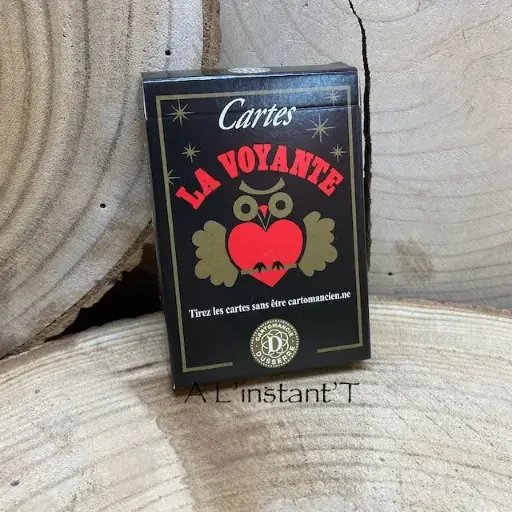 Cartes
LA VOYANTE
Tirez les cartes sans être cartomancien.ne
CARTOMANCIE
D
DUSSERRE
A L'instant'T